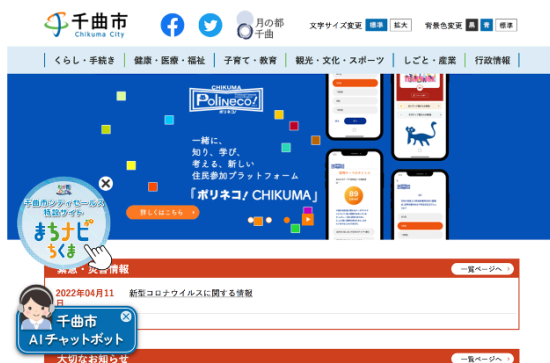 千曲市
Chikuma City
月の都
千曲
文字サイズ変更 標準 拡大
背景色変更 黒 青 標準
くらし・手続き
健康・医療・福祉
子育て・教育
観光・文化・スポーツ
しごと・産業
行政情報
CHIKUMA
POLINECO!
ポリネコ!
一緒に、
知り、学び、
考える、新しい
住民参加プラットフォーム
「ポリネコ! CHIKUMA」
詳しくはこちら
千曲市シティセールス
特設サイト
まちナビ
ちくま
緊急・災害情報
一覧ページへ
2022年04月11
日
新型コロナウイルスに関する情報
千曲市
AIチャットボット
大切なお知らせ
一覧ページへ